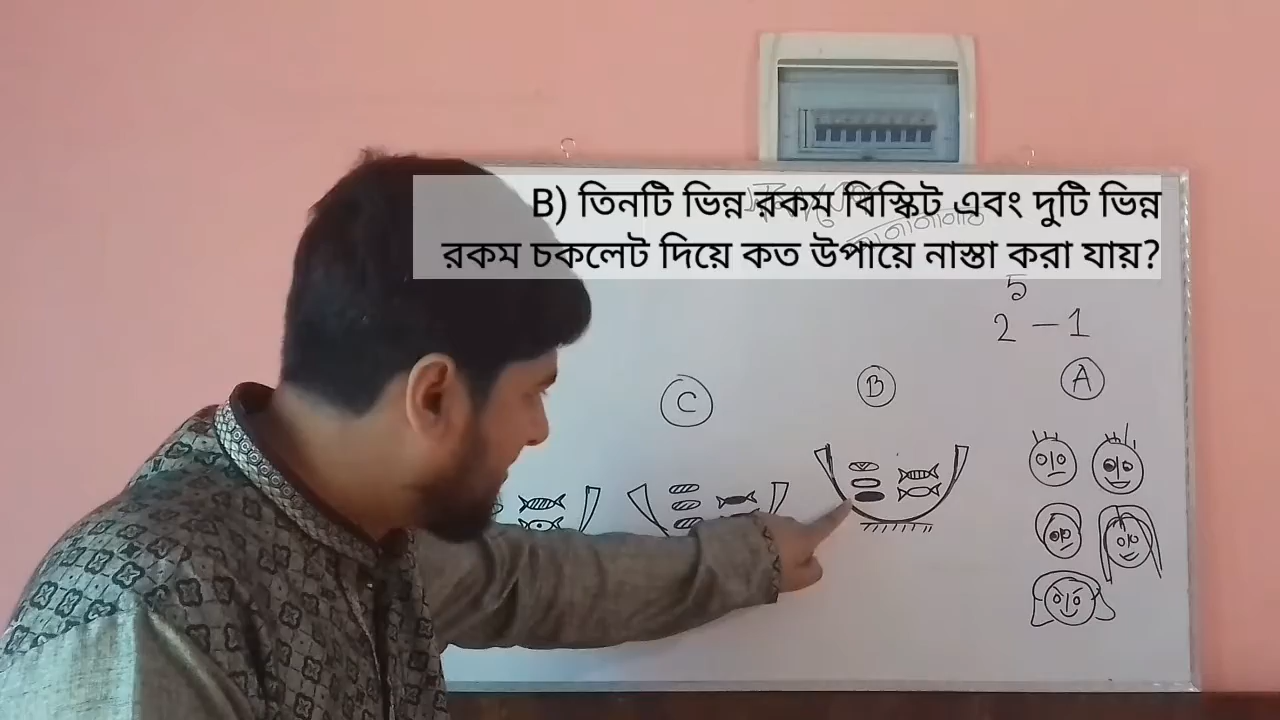 B) তিনটি ভিন্ন রকম বিস্কিট এবং দুটি ভিন্ন
রকম চকলেট দিয়ে কত উপায়ে নাস্তা করা যায়?
5
2 – 1
C
B
A